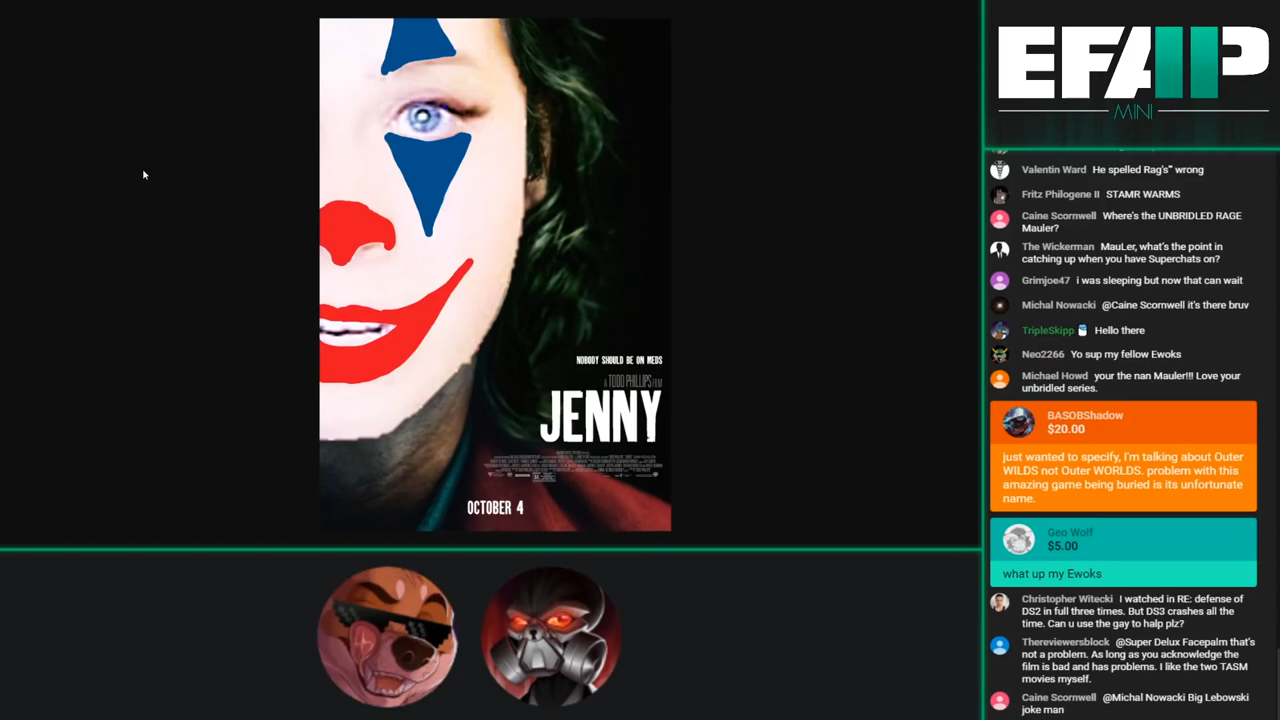 NOBODY SHOULD BE ON MEDS
A TODD PHILLIPS FILM
JENNY
OCTOBER 4
EFAP
MINI
Valentin Ward He spelled Rag's" wrong
Fritz Philogene II STAMR WARMS
Caine Scornwell Where's the UNBRIDLED RAGE
Mauler?
The Wickerman MauLer, what's the point in
catching up when you have Superchats on?
Grimjoe47 i was sleeping but now that can wait
Michal Nowacki @Caine Scornwell it's there bruv
TripleSkipp Hello there
Neo2266 Yo sup my fellow Ewoks
Michael Howd your the nan Mauler!!! Love your
unbridled series.
BASOBShadow
$20.00
just wanted to specify, I'm talking about Outer
WILDS not Outer WORLDS. problem with this
amazing game being buried is its unfortunate
name.
Geo Wolf
$5.00
what up my Ewoks
Christopher Witecki I watched in RE: defense of
DS2 in full three times. But DS3 crashes all the
time. Can u use the gay to halp plz?
Thereviewersblock @Super Delux Facepalm that's
not a problem. As long as you acknowledge the
film is bad and has problems. I like the two TASM
movies myself.
Caine Scornwell @Michal Nowacki Big Lebowski
joke man